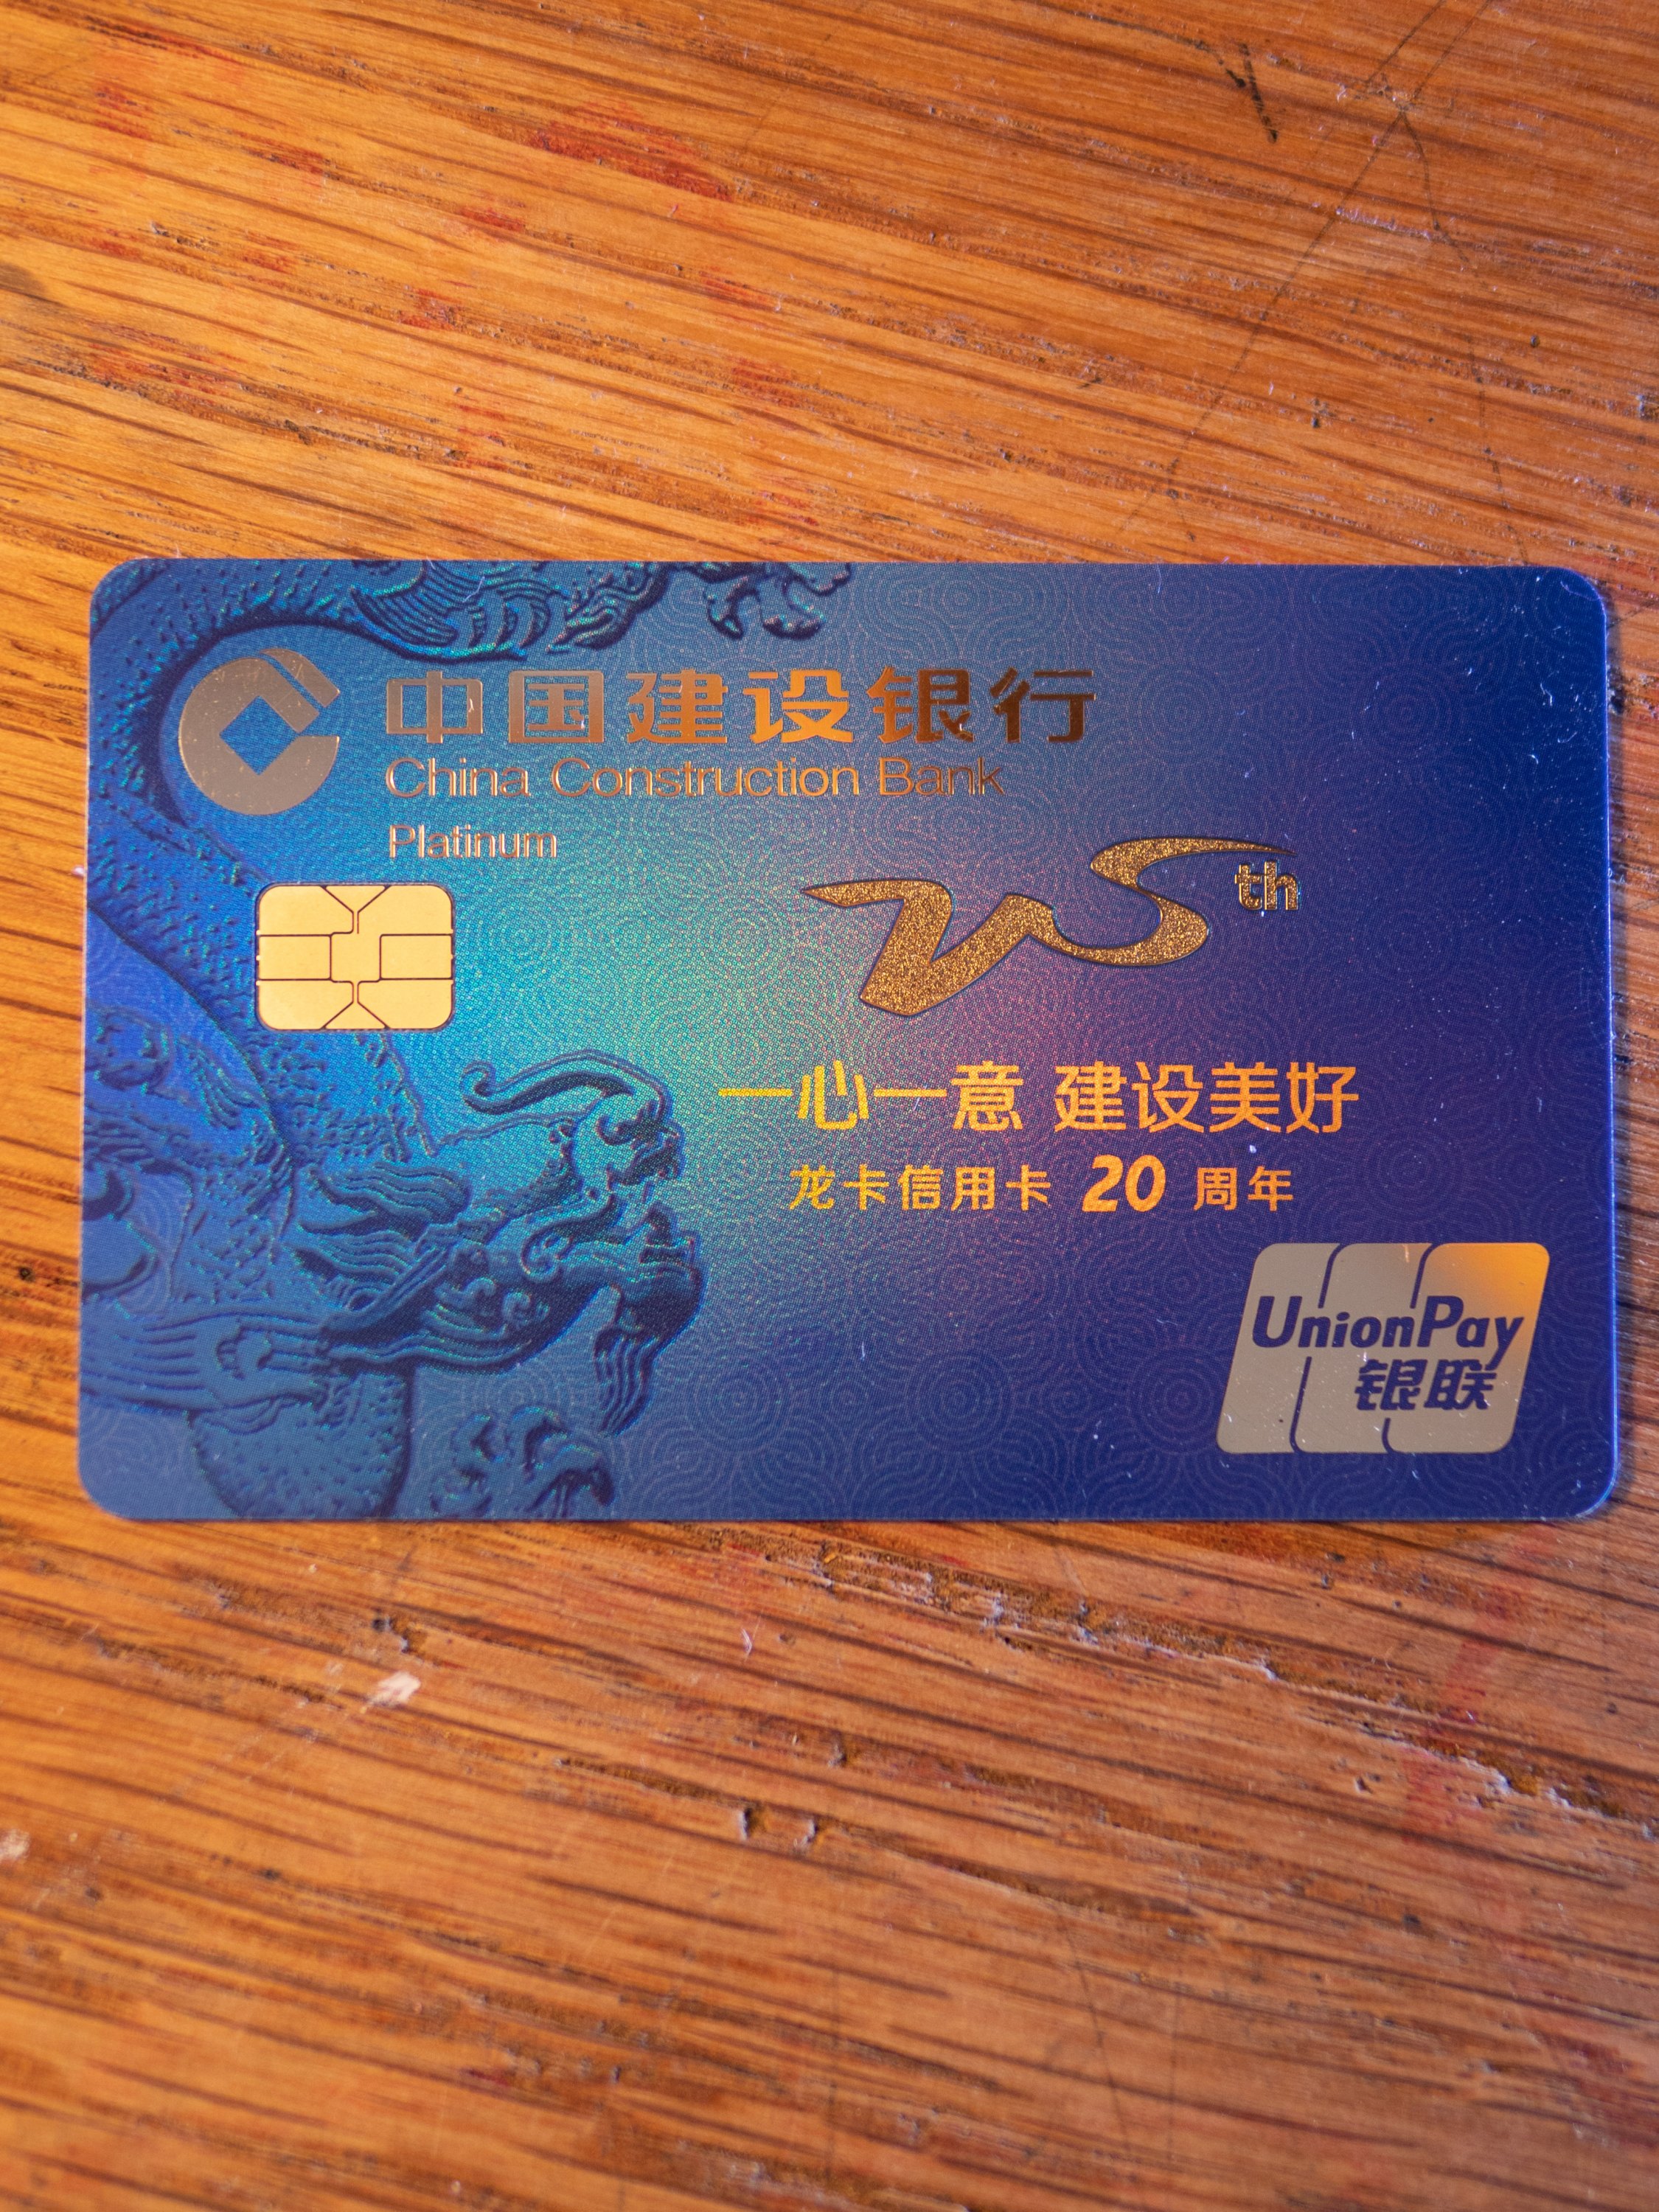 中国建设银行
China Construction Bank
Platinum
th
一心一意 建设美好
龙卡信用卡 20 周年
UnionPay
银联